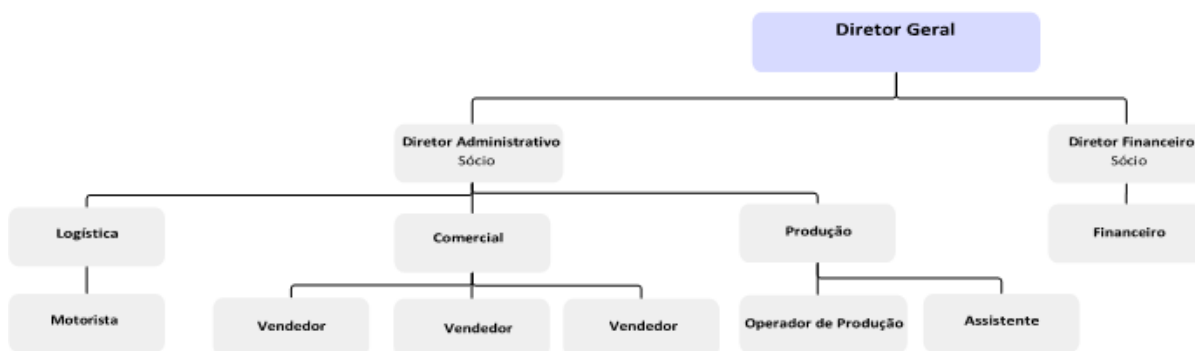 Diretor Geral
Diretor Administrativo
Sócio
Diretor Financeiro
Sócio
Logística
Comercial
Produção
Financeiro
Motorista
Vendedor
Vendedor
Vendedor
Operador de Produção
Assistente